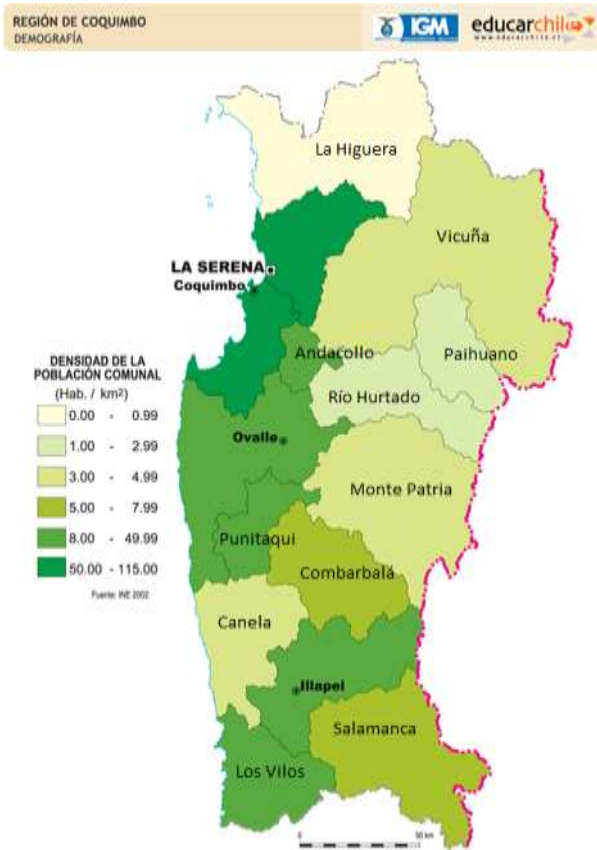 REGIÓN DE COQUIMBO
DEMOGRAFÍA
IGM
educarchile
www.educarchile.cl
La Higuera
Vicuña
LA SERENA
Coquimbo
Andacollo
Paihuano
Río Hurtado
DENSIDAD DE LA
POBLACIÓN COMUNAL
(Hab. / km²)
0.00 - 0.99
1.00 - 2.99
3.00 - 4.99
5.00 - 7.99
8.00 - 49.99
50.00 - 115.00
Fuente: INE 2002
Ovalle
Monte Patria
Punitaqui
Combarbalá
Canela
Illapel
Salamanca
Los Vilos
0 50 km